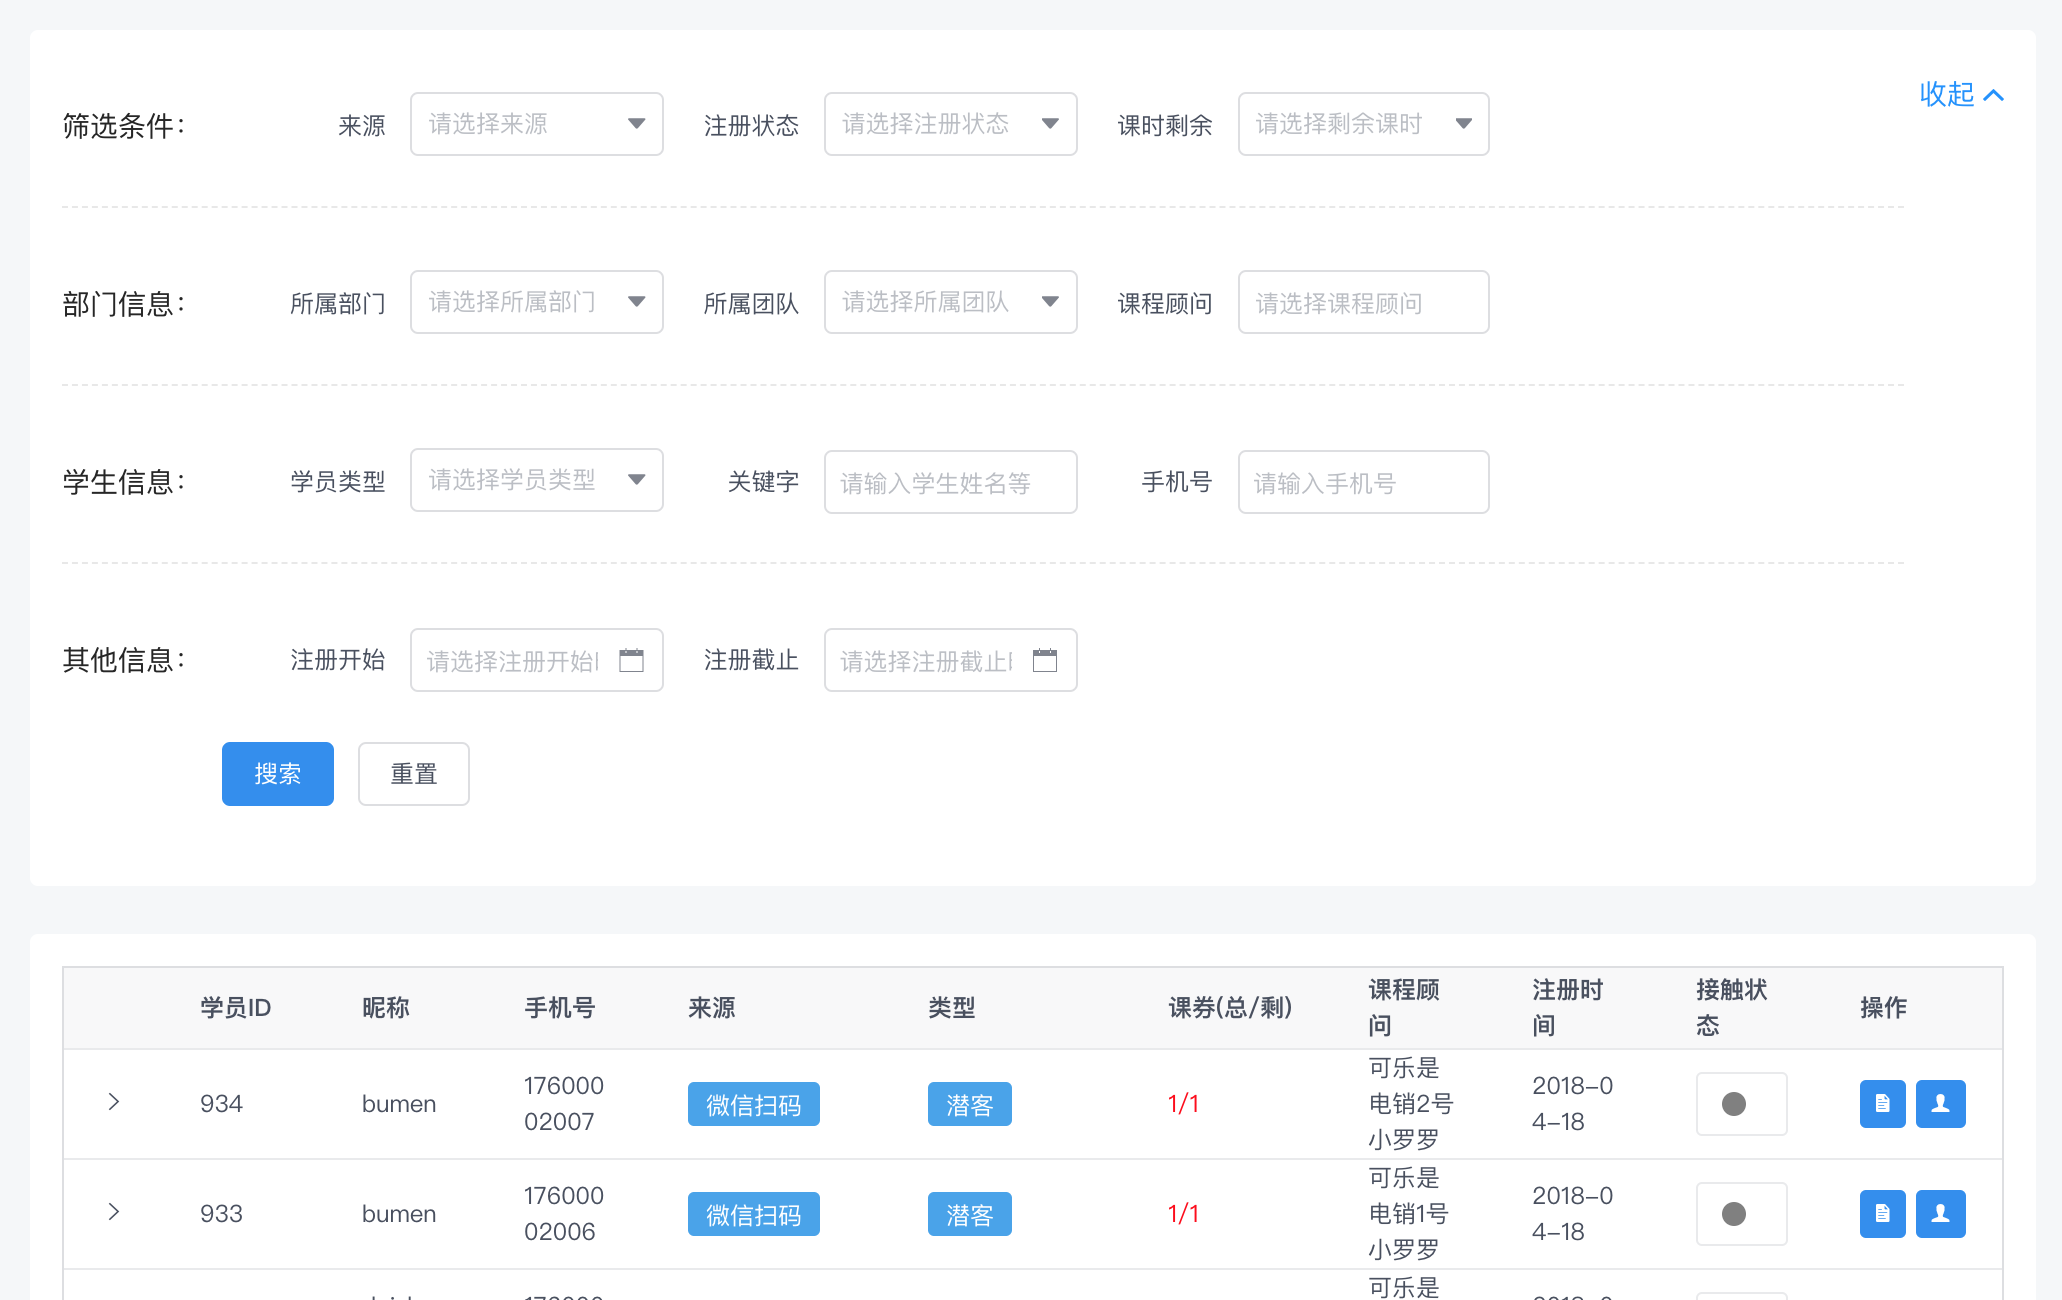 收起
筛选条件： 来源 请选择来源 注册状态 请选择注册状态 课时剩余 请选择剩余课时
部门信息： 所属部门 请选择所属部门 所属团队 请选择所属团队 课程顾问 请选择课程顾问
学生信息： 学员类型 请选择学员类型 关键字 请输入学生姓名等 手机号 请输入手机号
其他信息： 注册开始 请选择注册开始 注册截止 请选择注册截止
搜索 重置
学员ID 昵称 手机号 来源 类型 课券(总/剩) 课程顾 注册时 接触状 操作
问 间 态
可乐是
176000 2018-0
934 bumen 微信扫码 潜客 1/1 电销2号
02007 4-18
小罗罗
可乐是
176000 2018-0
933 bumen 微信扫码 潜客 1/1 电销1号
02006 4-18
小罗罗
可乐是